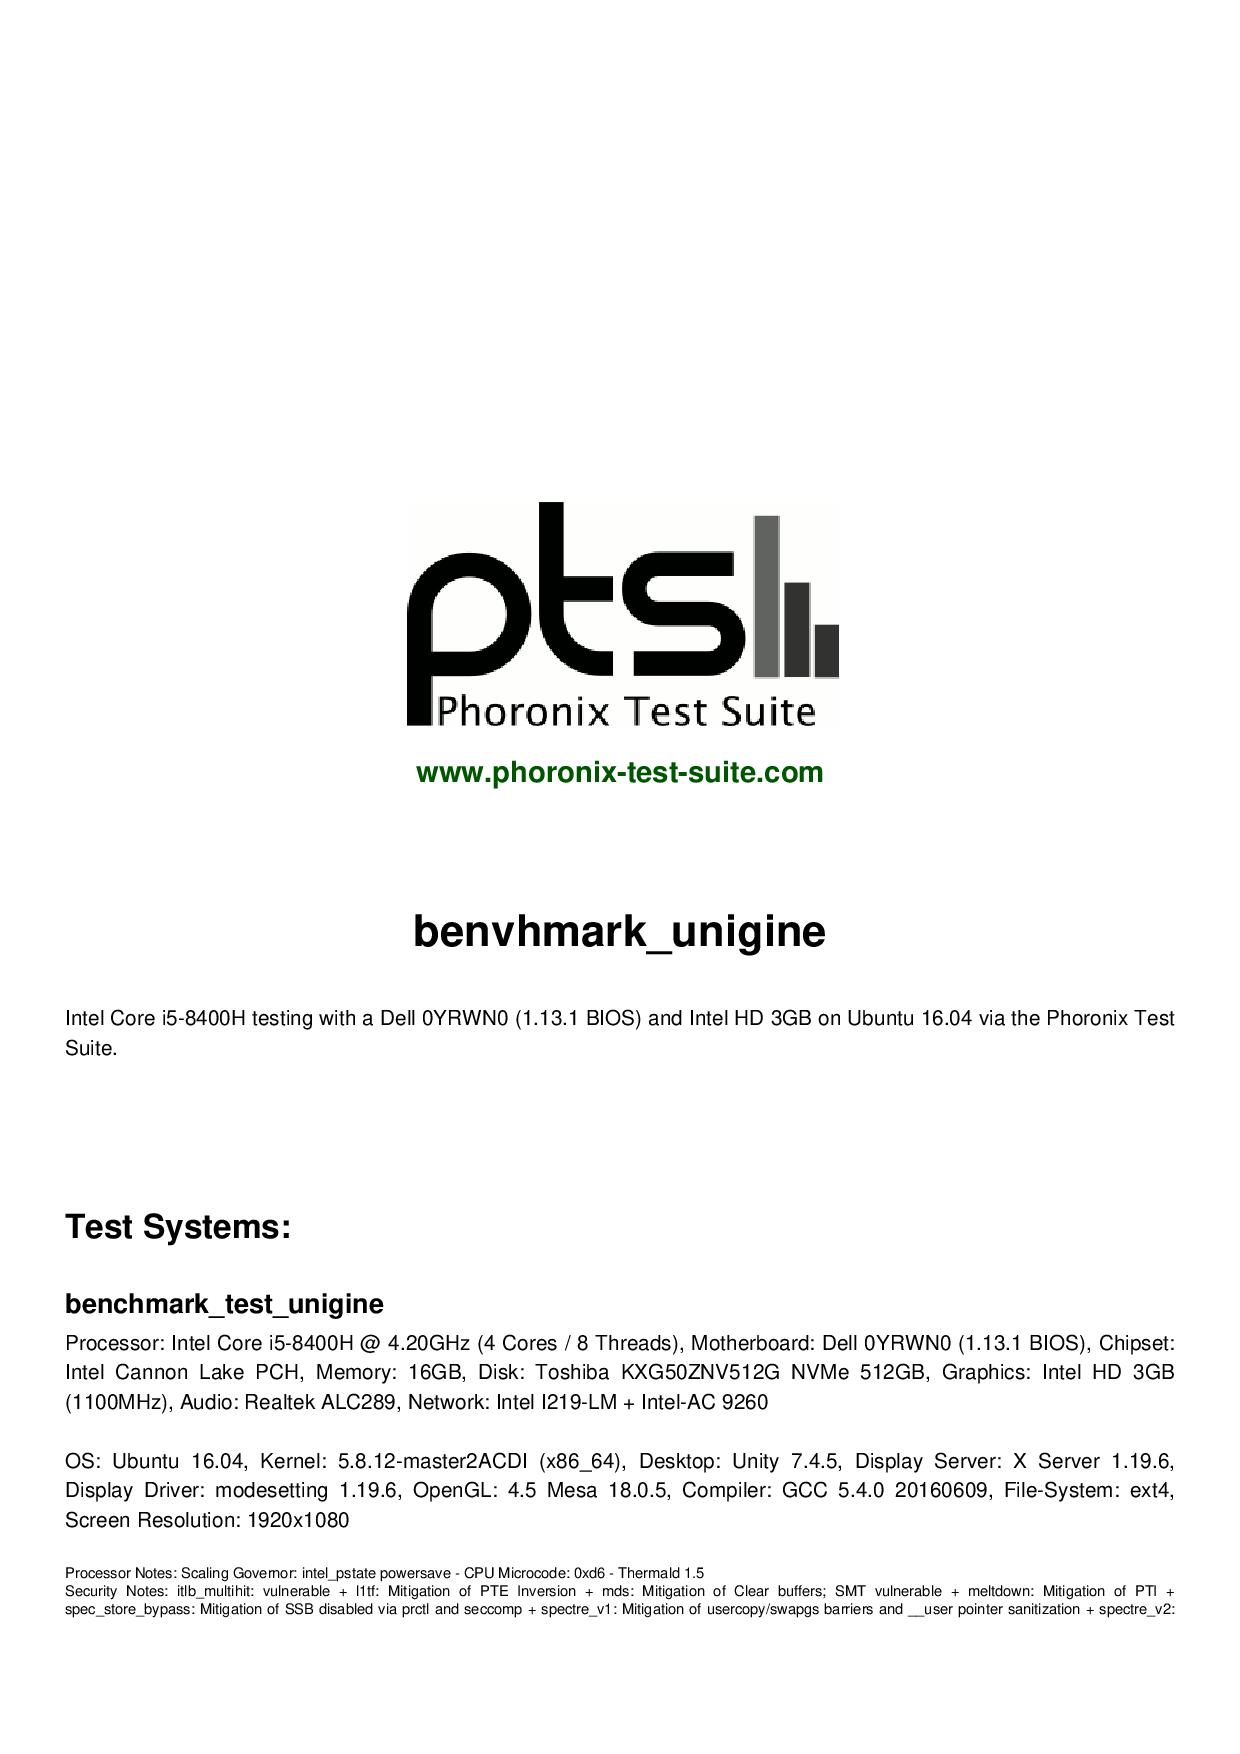 pts
Phoronix Test Suite
www.phoronix-test-suite.com
benvhmark_unigine
Intel Core i5-8400H testing with a Dell 0YRWN0 (1.13.1 BIOS) and Intel HD 3GB on Ubuntu 16.04 via the Phoronix Test
Suite.
Test Systems:
benchmark_test_unigine
Processor: Intel Core i5-8400H @ 4.20GHz (4 Cores / 8 Threads), Motherboard: Dell 0YRWN0 (1.13.1 BIOS), Chipset:
Intel Cannon Lake PCH, Memory: 16GB, Disk: Toshiba KXG50ZNV512G NVMe 512GB, Graphics: Intel HD 3GB
(1100MHz), Audio: Realtek ALC289, Network: Intel I219-LM + Intel-AC 9260
OS: Ubuntu 16.04, Kernel: 5.8.12-master2ACDI (x86_64), Desktop: Unity 7.4.5, Display Server: X Server 1.19.6,
Display Driver: modesetting 1.19.6, OpenGL: 4.5 Mesa 18.0.5, Compiler: GCC 5.4.0 20160609, File-System: ext4,
Screen Resolution: 1920x1080
Processor Notes: Scaling Governor: intel_pstate powersave - CPU Microcode: 0xd6 - Thermald 1.5
Security Notes: itlb_multihit: vulnerable + l1tf: Mitigation of PTE Inversion + mds: Mitigation of Clear buffers; SMT vulnerable + meltdown: Mitigation of PTI +
spec_store_bypass: Mitigation of SSB disabled via prctl and seccomp + spectre_v1: Mitigation of usercopy/swapgs barriers and __user pointer sanitization + spectre_v2: